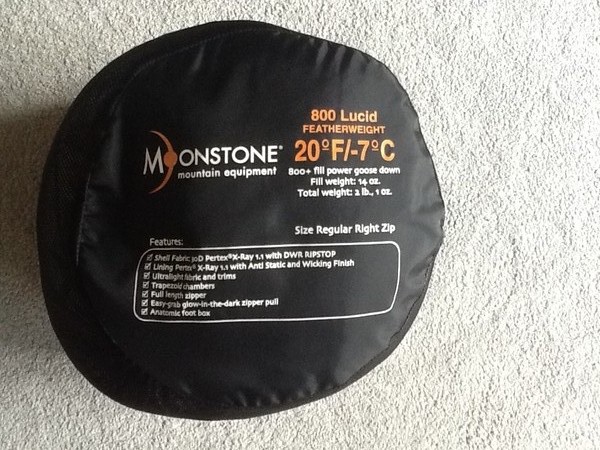 800 Lucid
FEATHERWEIGHT
MOONSTONE®
mountain equipment
20°F/-7°C
800+ fill power goose down
Fill weight: 14 oz.
Total weight: 2 lb., 1 oz.
Size Regular Right Zip
Features:
Shell Fabric 30D Pertex® X-Ray 1.1 with DWR RIPSTOP
Lining Pertx® X-Ray 1.1 with Anti Static and Wicking Finish
Ultralight fabric and trims
Trapezoid chambers
Full length zipper
Easy-grab glow-in-the-dark zipper pull
Anatomic foot box